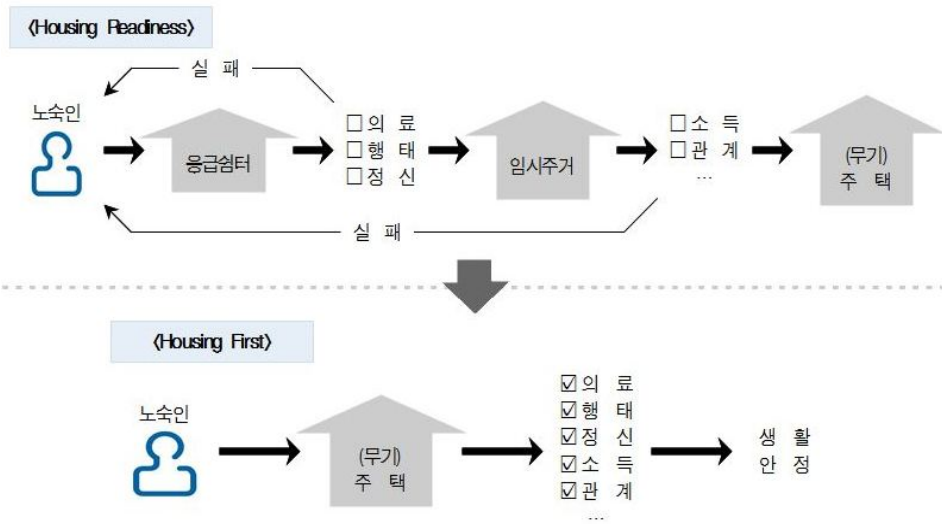 〈Housing Readiness〉
실 패
노숙인
응급쉼터
□의 료
□행 태
□정 신
임시주거
□소 득
□관 계
...
(무기)
주 택
실 패
〈Housing First〉
노숙인
(무기)
주 택
☑의 료
☑행 태
☑정 신
☑소 득
☑관 계
...
생 활
안 정